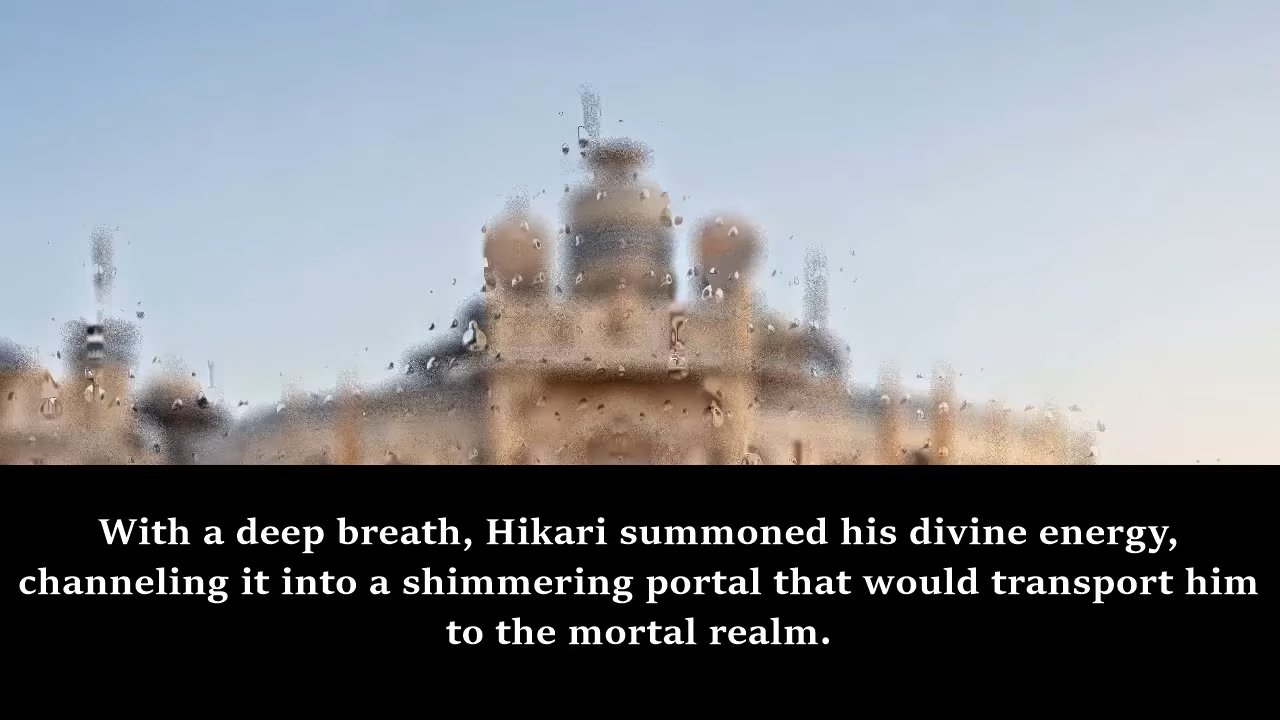 With a deep breath, Hikari summoned his divine energy,
channeling it into a shimmering portal that would transport him
to the mortal realm.